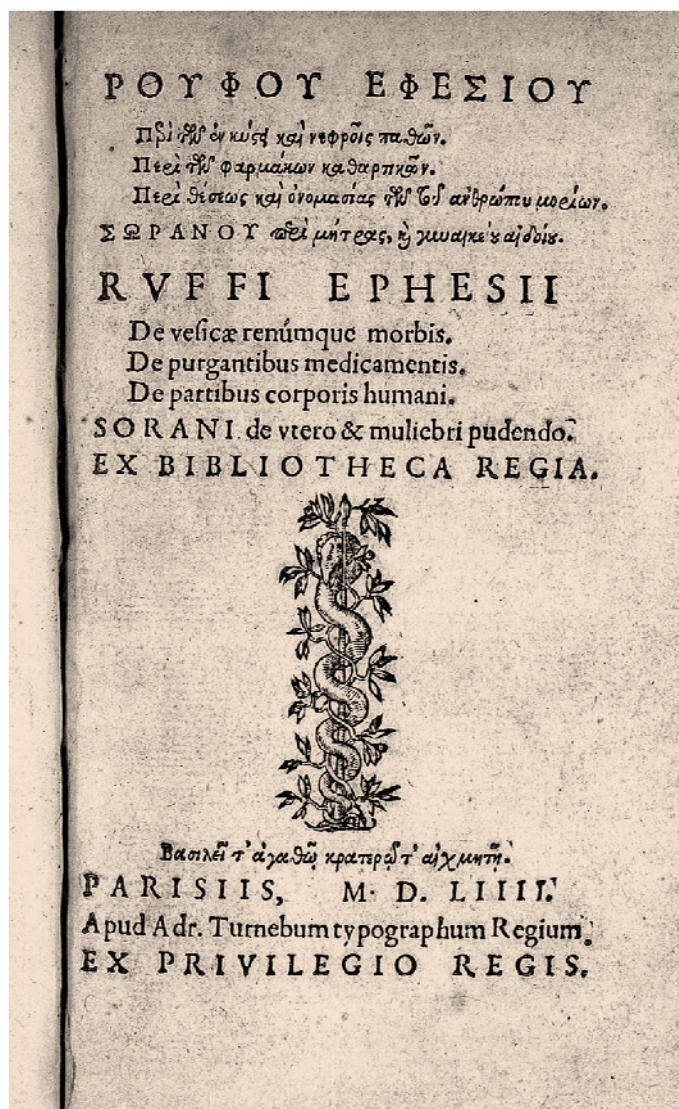 ΡΟΥΦΟΥ ΕΦΕΣΙΟΥ
Περὶ τῶν ἐν κύστει καὶ νεφροῖς παθῶν.
Περὶ τῶν φαρμάκων καθαρτικῶν.
Περὶ θέσεως καὶ ὀνομασίας τῶν τοῦ ἀνθρώπου μορίων.
ΣΩΡΑΝΟΥ περὶ μήτρας, καὶ γυναικείου αἰδοίου.
RVFFI EPHESII
De vesicæ renúmque morbis.
De purgantibus medicamentis.
De partibus corporis humani.
SORANI de vtero & muliebri pudendo.
EX BIBLIOTHECA REGIA.
Βασιλεῖ τ' ἀγαθῷ κρατερῷ τ' αἰχμητῇ.
PARISIIS, M. D. LIIII.
Apud Adr. Turnebum typographum Regium.
EX PRIVILEGIO REGIS.